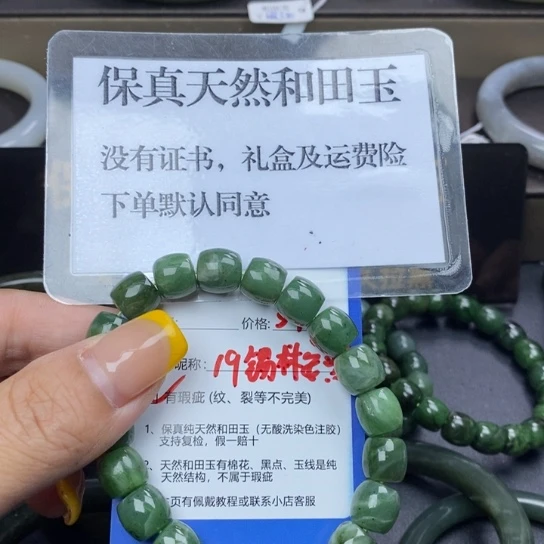 保真天然和田玉
没有证书，礼盒及运费险
下单默认同意
价格:
昵称:
有瑕疵 (纹、裂等不完美)
1、保真纯天然和田玉（无酸洗染色注胶）
支持复检，假一赔十
2、天然和田玉有棉花、黑点、玉线是纯
天然结构，不属于瑕疵
主页有佩戴教程或联系小店客服